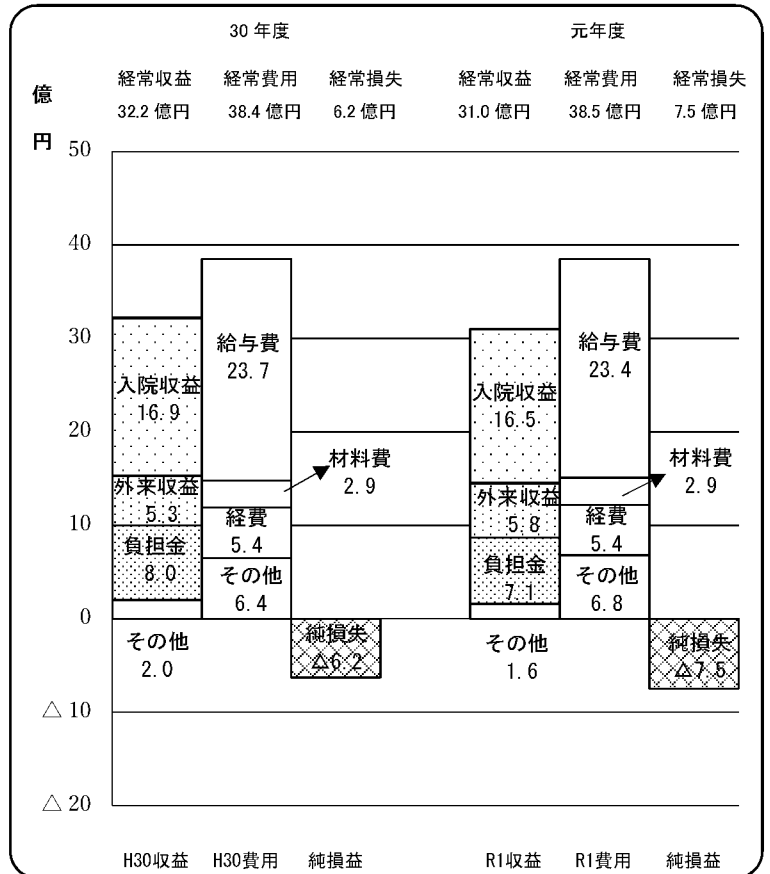 30 年度 元年度
経常収益 経常費用 経常損失 経常収益 経常費用 経常損失
32.2 億円 38.4 億円 6.2 億円 31.0 億円 38.5 億円 7.5 億円
億
円
50
40
30
20
10
0
△ 10
△ 20
入院収益
16.9
外来収益
5.3
負担金
8.0
その他
2.0
給与費
23.7
材料費
2.9
経費
5.4
その他
6.4
純損失
△6.2
入院収益
16.5
外来収益
5.8
負担金
7.1
その他
1.6
給与費
23.4
材料費
2.9
経費
5.4
その他
6.8
純損失
△7.5
H30収益 H30費用 純損益 R1収益 R1費用 純損益